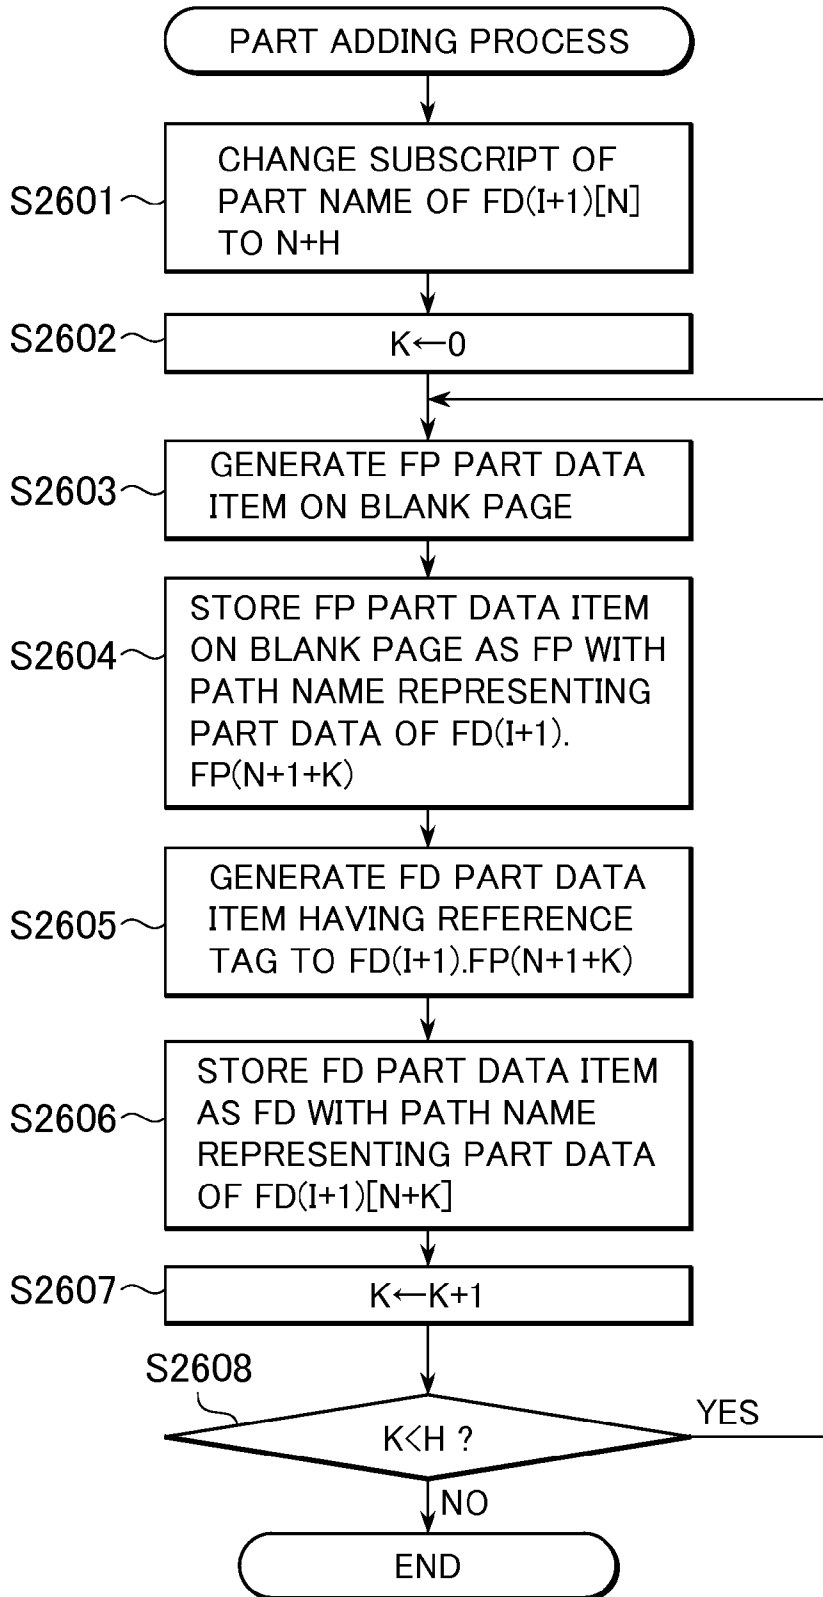 PART ADDING PROCESS
S2601
CHANGE SUBSCRIPT OF
PART NAME OF FD(I+1)[N]
TO N+H
S2602
K←0
S2603
GENERATE FP PART DATA
ITEM ON BLANK PAGE
S2604
STORE FP PART DATA ITEM
ON BLANK PAGE AS FP WITH
PATH NAME REPRESENTING
PART DATA OF FD(I+1).
FP(N+1+K)
S2605
GENERATE FD PART DATA
ITEM HAVING REFERENCE
TAG TO FD(I+1).FP(N+1+K)
S2606
STORE FD PART DATA ITEM
AS FD WITH PATH NAME
REPRESENTING PART DATA
OF FD(I+1)[N+K]
S2607
K←K+1
S2608
K<H ?
YES
NO
END